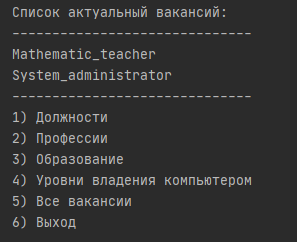 Список актуальный вакансий:
------------------------------
Mathematic_teacher
System_administrator
------------------------------
1) Должности
2) Профессии
3) Образование
4) Уровни владения компьютером
5) Все вакансии
6) Выход